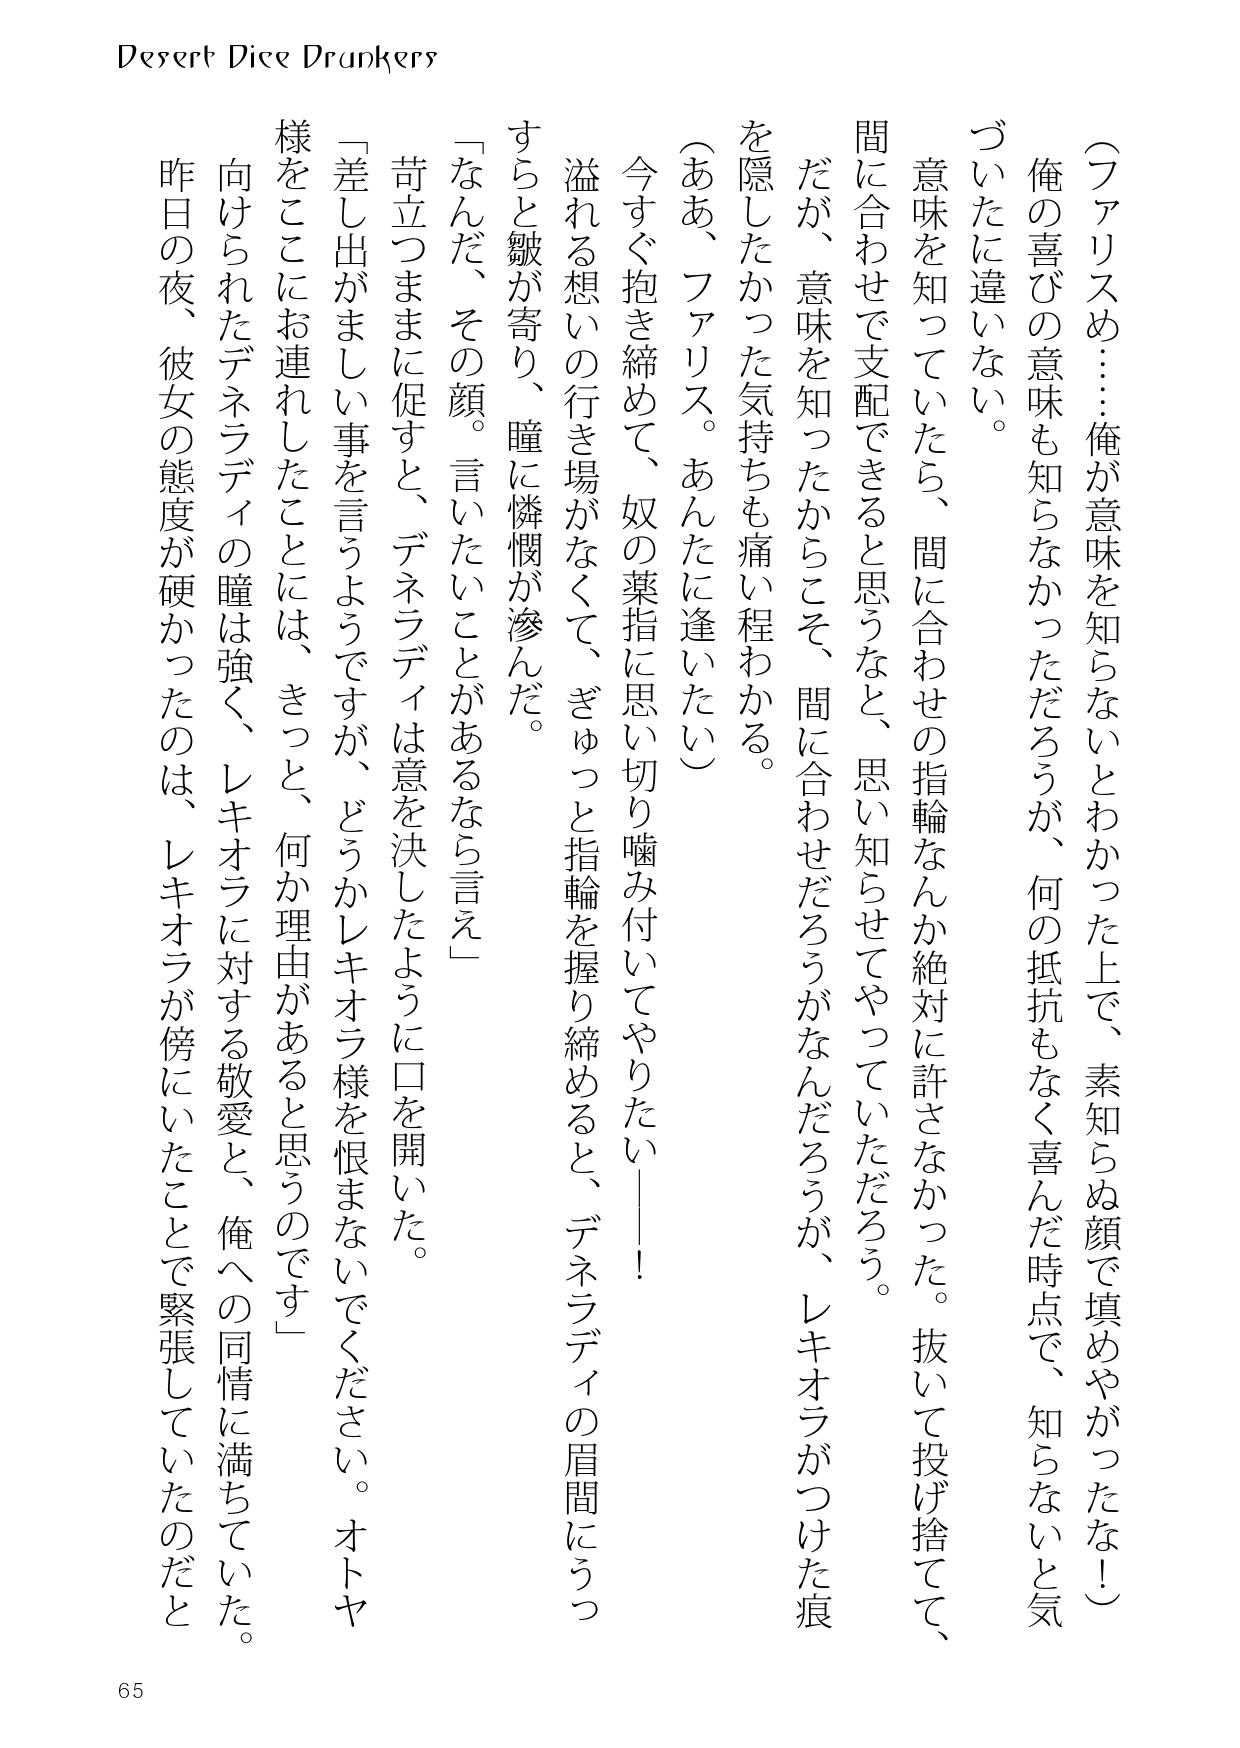 Desert Dice Drunkers
(ファリスめ……俺が意味を知らないとわかった上で、素知らぬ顔で填めやがったな！)
俺の喜びの意味も知らなかっただろうが、何の抵抗もなく喜んだ時点で、知らないと気
づいたに違いない。
意味を知っていたら、間に合わせの指輪なんか絶対に許さなかった。抜いて投げ捨てて、
間に合わせで支配できると思うなと、思い知らせてやっていただろう。
だが、意味を知ったからこそ、間に合わせだろうがなんだろうが、レキオラがつけた痕
を隠したかった気持ちも痛い程わかる。
(ああ、ファリス。あんたに逢いたい)
今すぐ抱き締めて、奴の薬指に思い切り噛み付いてやりたい――！
溢れる想いの行き場がなくて、ぎゅっと指輪を握り締めると、デネラディの眉間にうっ
すらと皺が寄り、瞳に憐憫が滲んだ。
「なんだ、その顔。言いたいことがあるなら言え」
苛立つままに促すと、デネラディは意を決したように口を開いた。
「差し出がましい事を言うようですが、どうかレキオラ様を恨まないでください。オトヤ
様をここにお連れしたことには、きっと、何か理由があると思うのです」
向けられたデネラディの瞳は強く、レキオラに対する敬愛と、俺への同情に満ちていた。
昨日の夜、彼女の態度が硬かったのは、レキオラが傍にいたことで緊張していたのだと
65